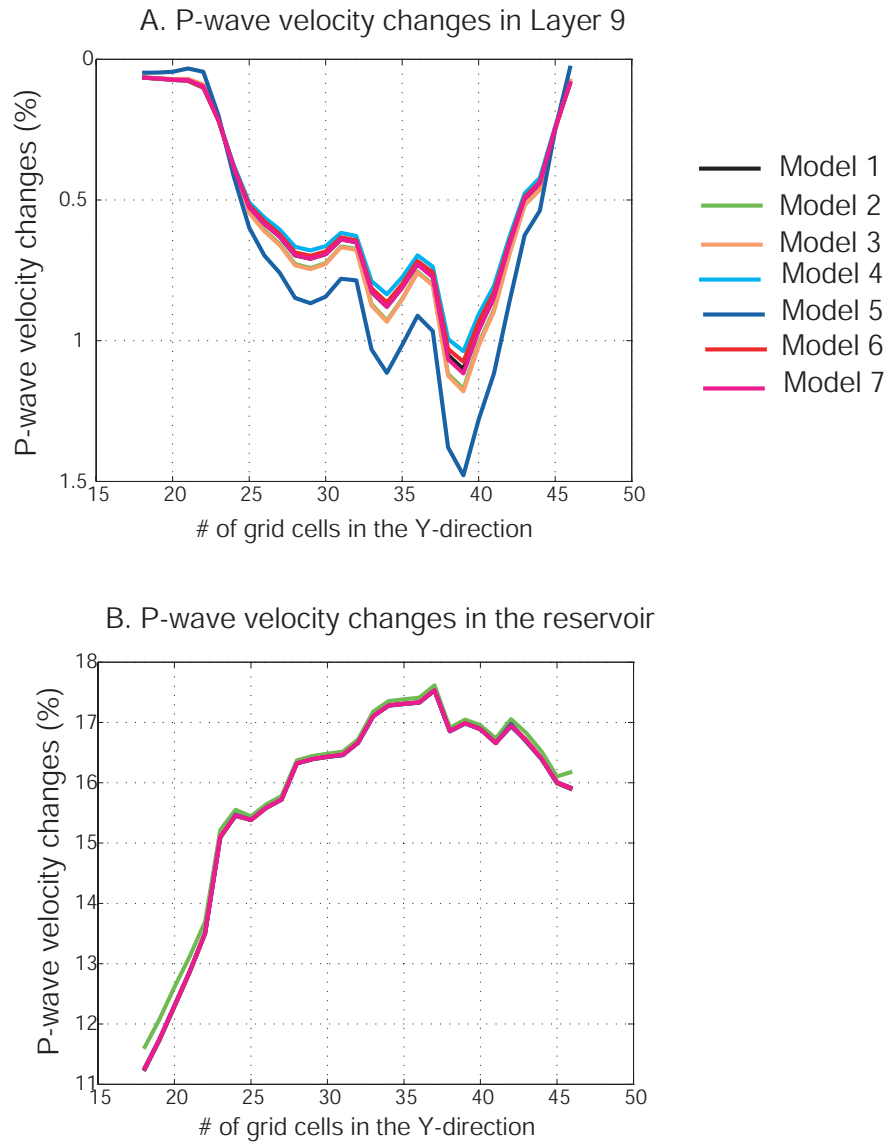 A. P-wave velocity changes in Layer 9
P-wave velocity changes (%)
0
0.5
1
1.5
15 20 25 30 35 40 45 50
# of grid cells in the Y-direction
Model 1
Model 2
Model 3
Model 4
Model 5
Model 6
Model 7
B. P-wave velocity changes in the reservoir
P-wave velocity changes (%)
18
17
16
15
14
13
12
11
15 20 25 30 35 40 45 50
# of grid cells in the Y-direction